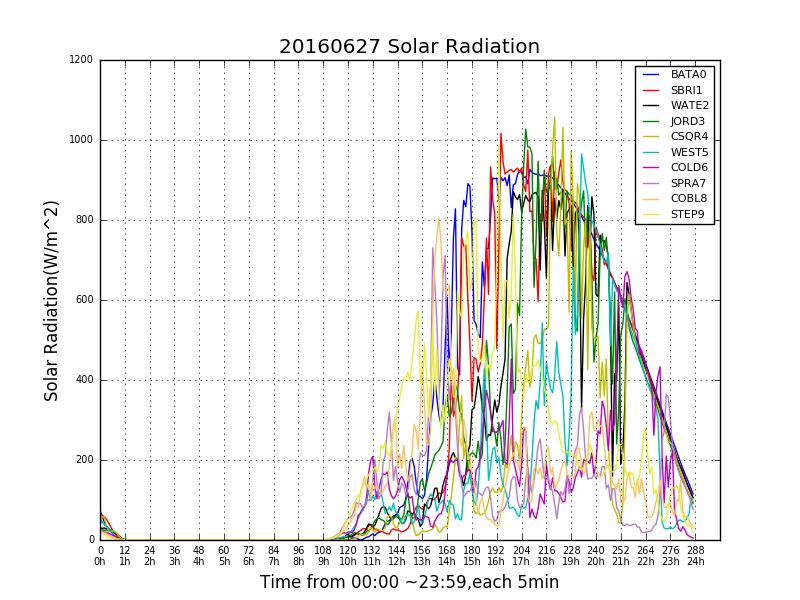 20160627 Solar Radiation
1200
1000
800
600
400
200
0
Solar Radiation(W/m^2)
BATA0
SBRI1
WATE2
JORD3
CSQR4
WEST5
COLD6
SPRA7
COBL8
STEP9
0 12 24 36 48 60 72 84 96 108 120 132 144 156 168 180 192 204 216 228 240 252 264 276 288
0h 1h 2h 3h 4h 5h 6h 7h 8h 9h 10h 11h 12h 13h 14h 15h 16h 17h 18h 19h 20h 21h 22h 23h 24h
Time from 00:00 ~23:59,each 5min